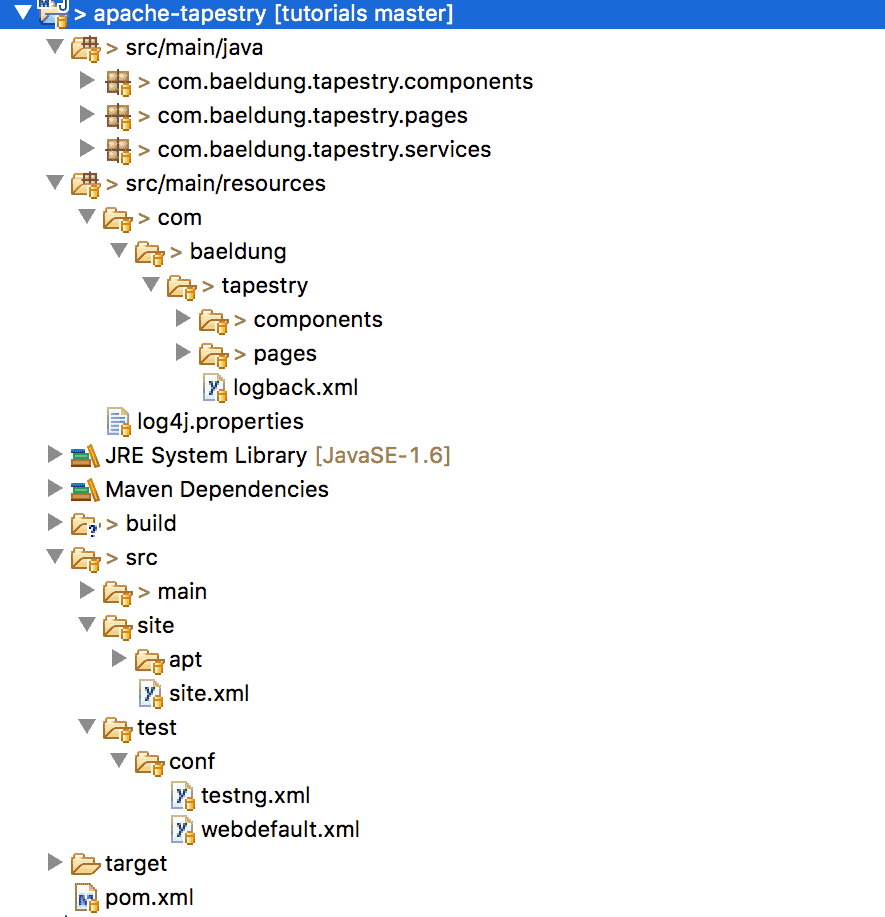 > apache-tapestry [tutorials master]
> src/main/java
> com.baeldung.tapestry.components
> com.baeldung.tapestry.pages
> com.baeldung.tapestry.services
> src/main/resources
> com
> baeldung
> tapestry
> components
> pages
logback.xml
log4j.properties
JRE System Library [JavaSE-1.6]
Maven Dependencies
> build
> src
> main
site
apt
site.xml
test
conf
testng.xml
webdefault.xml
target
pom.xml